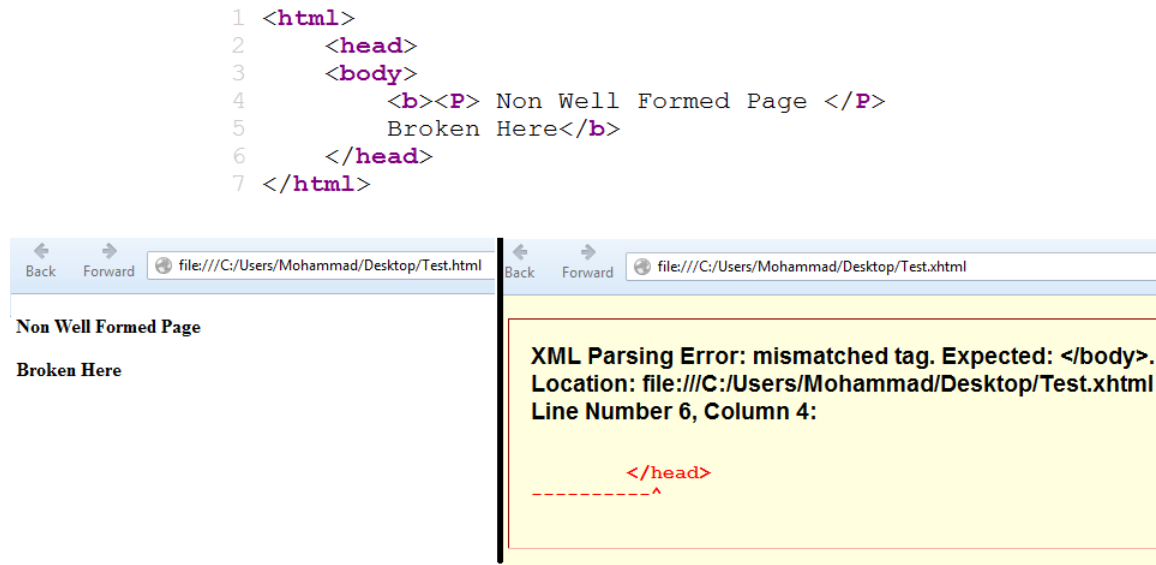 1 <html>
2     <head>
3     <body>
4         <b><P> Non Well Formed Page </P>
5         Broken Here</b>
6     </head>
7 </html>
Back Forward file:///C:/Users/Mohammad/Desktop/Test.html
Non Well Formed Page
Broken Here
Back Forward file:///C:/Users/Mohammad/Desktop/Test.xhtml
XML Parsing Error: mismatched tag. Expected: </body>.
Location: file:///C:/Users/Mohammad/Desktop/Test.xhtml
Line Number 6, Column 4:
</head>
----------^